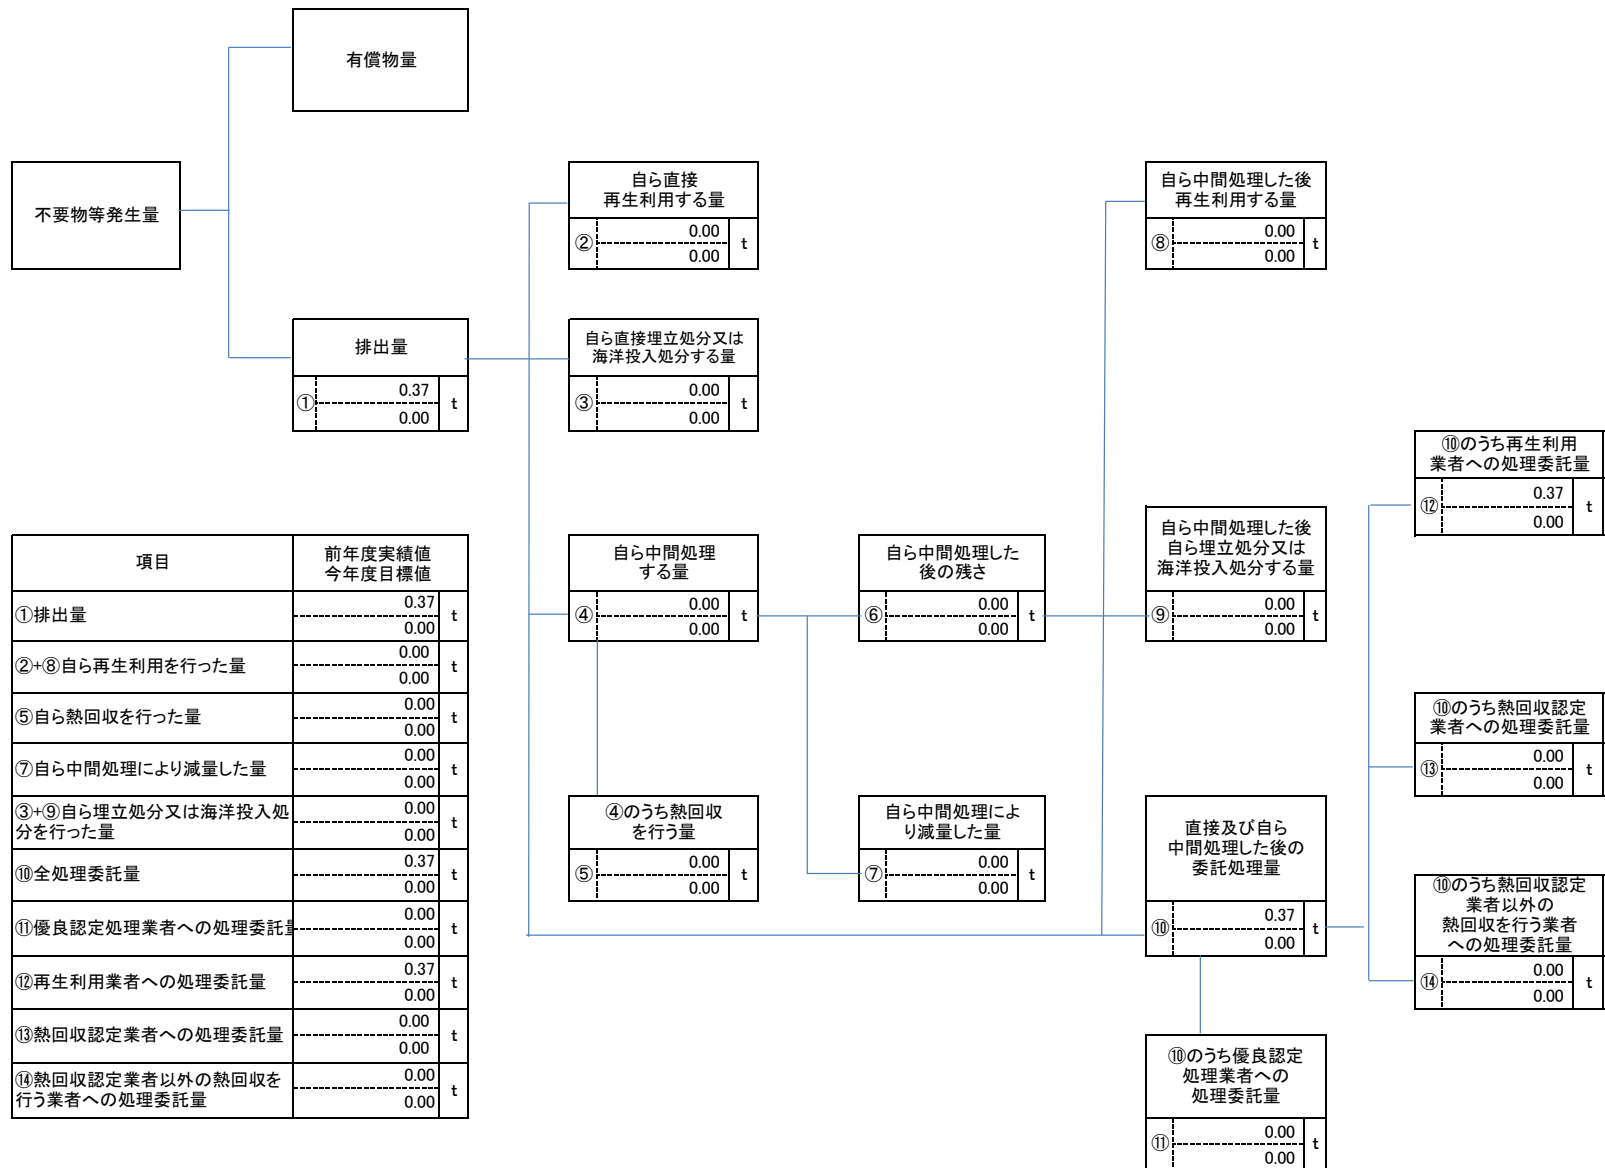 有償物量
不要物等発生量
自ら直接
再生利用する量
②
0.00
0.00
t
自ら中間処理した後
再生利用する量
⑧
0.00
0.00
t
排出量
①
0.37
0.00
t
自ら直接埋立処分又は
海洋投入処分する量
③
0.00
0.00
t
⑩のうち再生利用
業者への処理委託量
⑫
0.37
0.00
t
自ら中間処理
する量
④
0.00
0.00
t
自ら中間処理した
後の残さ
⑥
0.00
0.00
t
自ら中間処理した後
自ら埋立処分又は
海洋投入処分する量
⑨
0.00
0.00
t
⑩のうち熱回収認定
業者への処理委託量
⑬
0.00
0.00
t
④のうち熱回収
を行う量
⑤
0.00
0.00
t
自ら中間処理によ
り減量した量
⑦
0.00
0.00
t
直接及び自ら
中間処理した後の
委託処理量
⑩
0.37
0.00
t
⑩のうち熱回収認定
業者以外の
熱回収を行う業者
への処理委託量
⑭
0.00
0.00
t
⑩のうち優良認定
処理業者への
処理委託量
⑪
0.00
0.00
t
項目
前年度実績値
今年度目標値
①排出量
0.37
0.00
t
②+⑧自ら再生利用を行った量
0.00
0.00
t
⑤自ら熱回収を行った量
0.00
0.00
t
⑦自ら中間処理により減量した量
0.00
0.00
t
③+⑨自ら埋立処分又は海洋投入処
分を行った量
0.00
0.00
t
⑩全処理委託量
0.37
0.00
t
⑪優良認定処理業者への処理委託量
0.00
0.00
t
⑫再生利用業者への処理委託量
0.37
0.00
t
⑬熱回収認定業者への処理委託量
0.00
0.00
t
⑭熱回収認定業者以外の熱回収を
行う業者への処理委託量
0.00
0.00
t